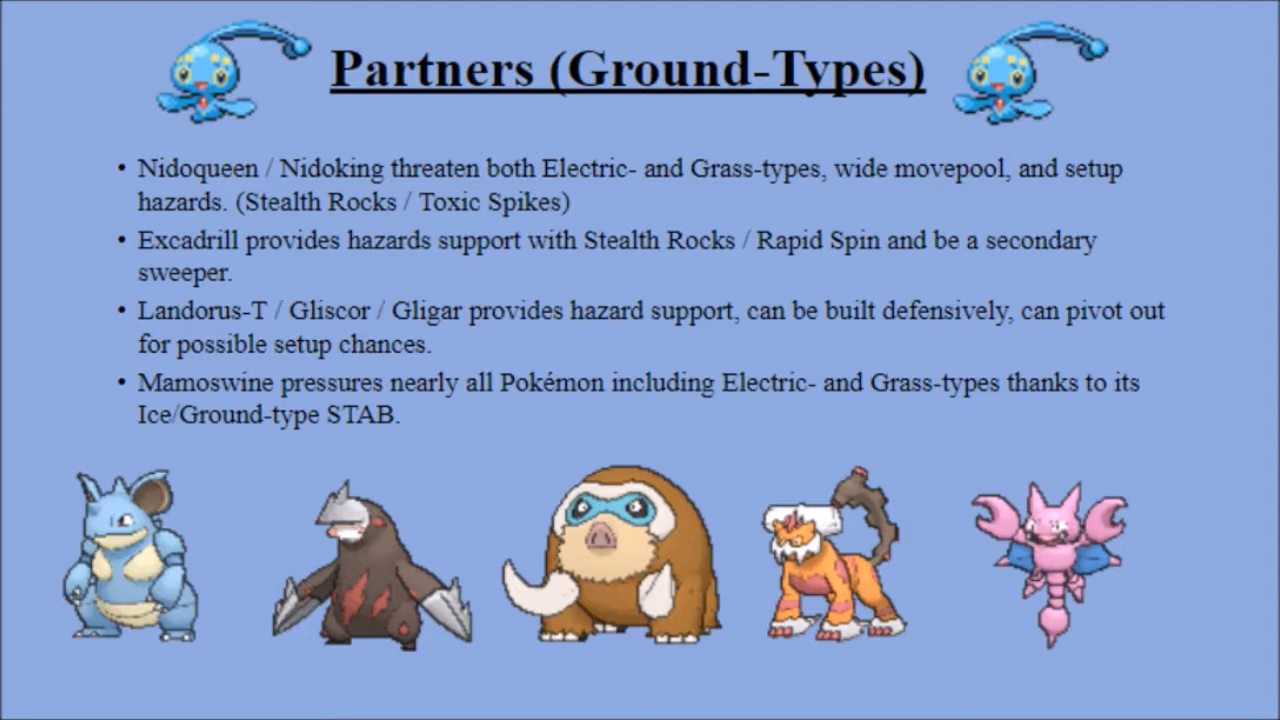 Partners (Ground-Types)
• Nidoqueen / Nidoking threaten both Electric- and Grass-types, wide movepool, and setup
hazards. (Stealth Rocks / Toxic Spikes)
• Excadrill provides hazards support with Stealth Rocks / Rapid Spin and be a secondary
sweeper.
• Landorus-T / Gliscor / Gligar provides hazard support, can be built defensively, can pivot out
for possible setup chances.
• Mamoswine pressures nearly all Pokémon including Electric- and Grass-types thanks to its
Ice/Ground-type STAB.